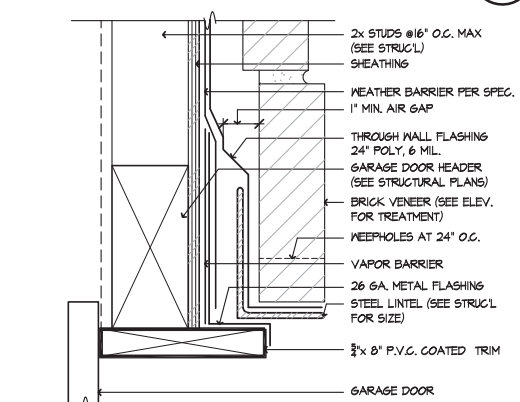 2x STUDS @16" O.C. MAX
(SEE STRUC'L)
SHEATHING
WEATHER BARRIER PER SPEC.
1" MIN. AIR GAP
THROUGH WALL FLASHING
24" POLY, 6 MIL.
GARAGE DOOR HEADER
(SEE STRUCTURAL PLANS)
BRICK VENEER (SEE ELEV.
FOR TREATMENT)
WEEPHOLES AT 24" O.C.
VAPOR BARRIER
26 GA. METAL FLASHING
STEEL LINTEL (SEE STRUC'L
FOR SIZE)
5/4"x 8" P.V.C. COATED TRIM
GARAGE DOOR